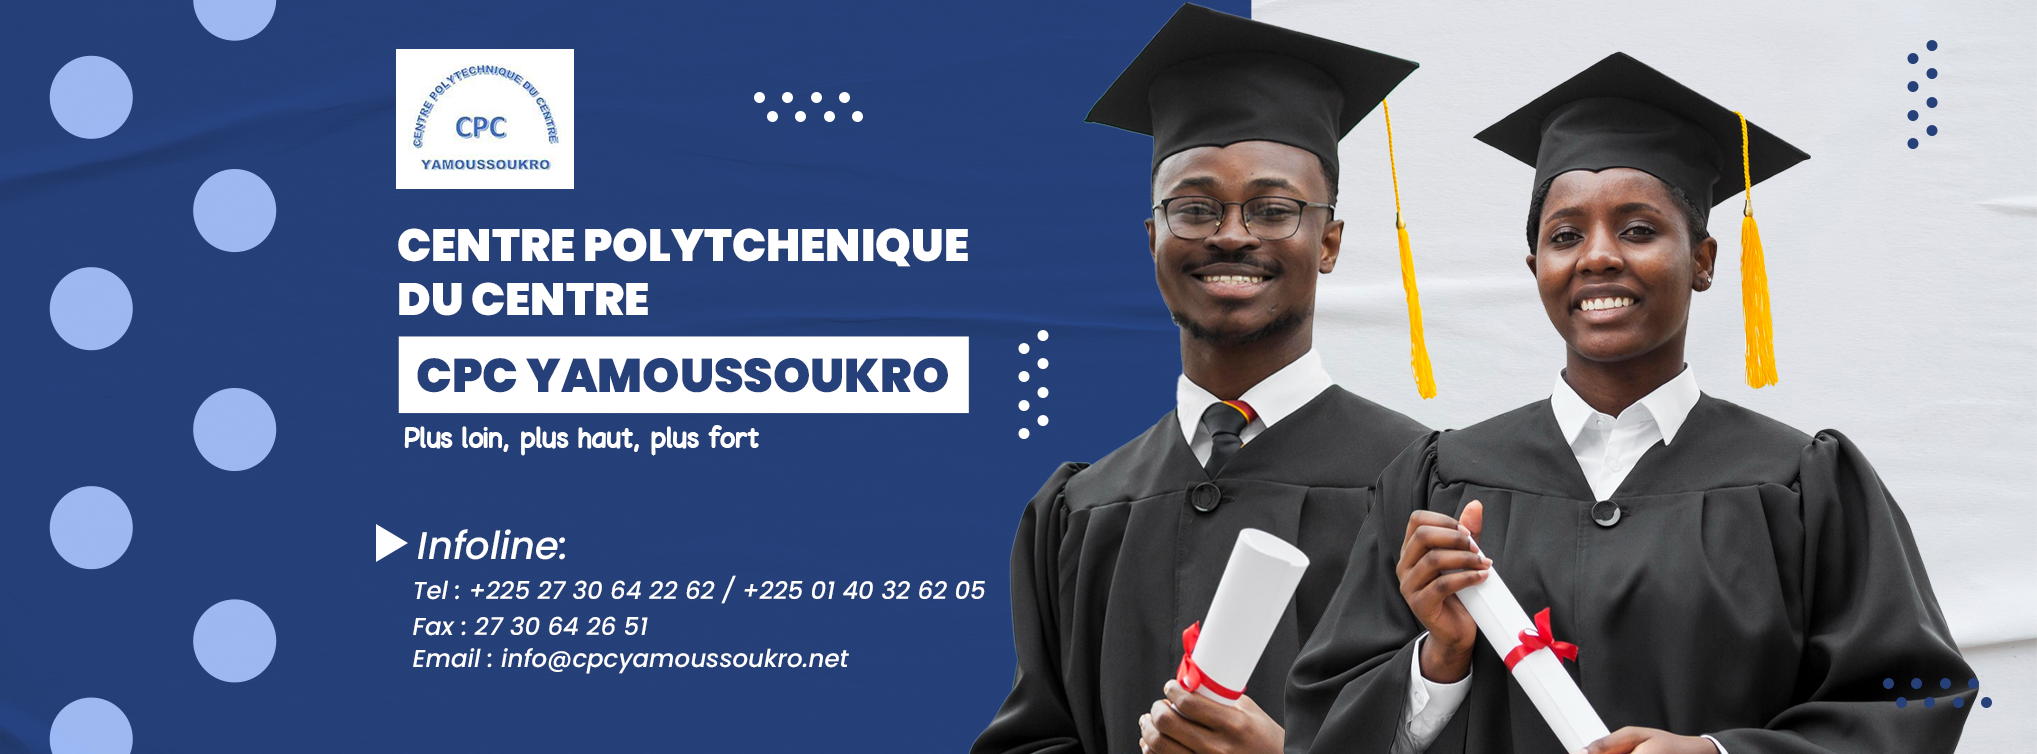 CENTRE POLYTECHNIQUE DU CENTRE
CPC
YAMOUSSOUKRO
CENTRE POLYTCHENIQUE
DU CENTRE
CPC YAMOUSSOUKRO
Plus loin, plus haut, plus fort
Infoline:
Tel : +225 27 30 64 22 62 / +225 01 40 32 62 05
Fax : 27 30 64 26 51
Email : info@cpcyamoussoukro.net